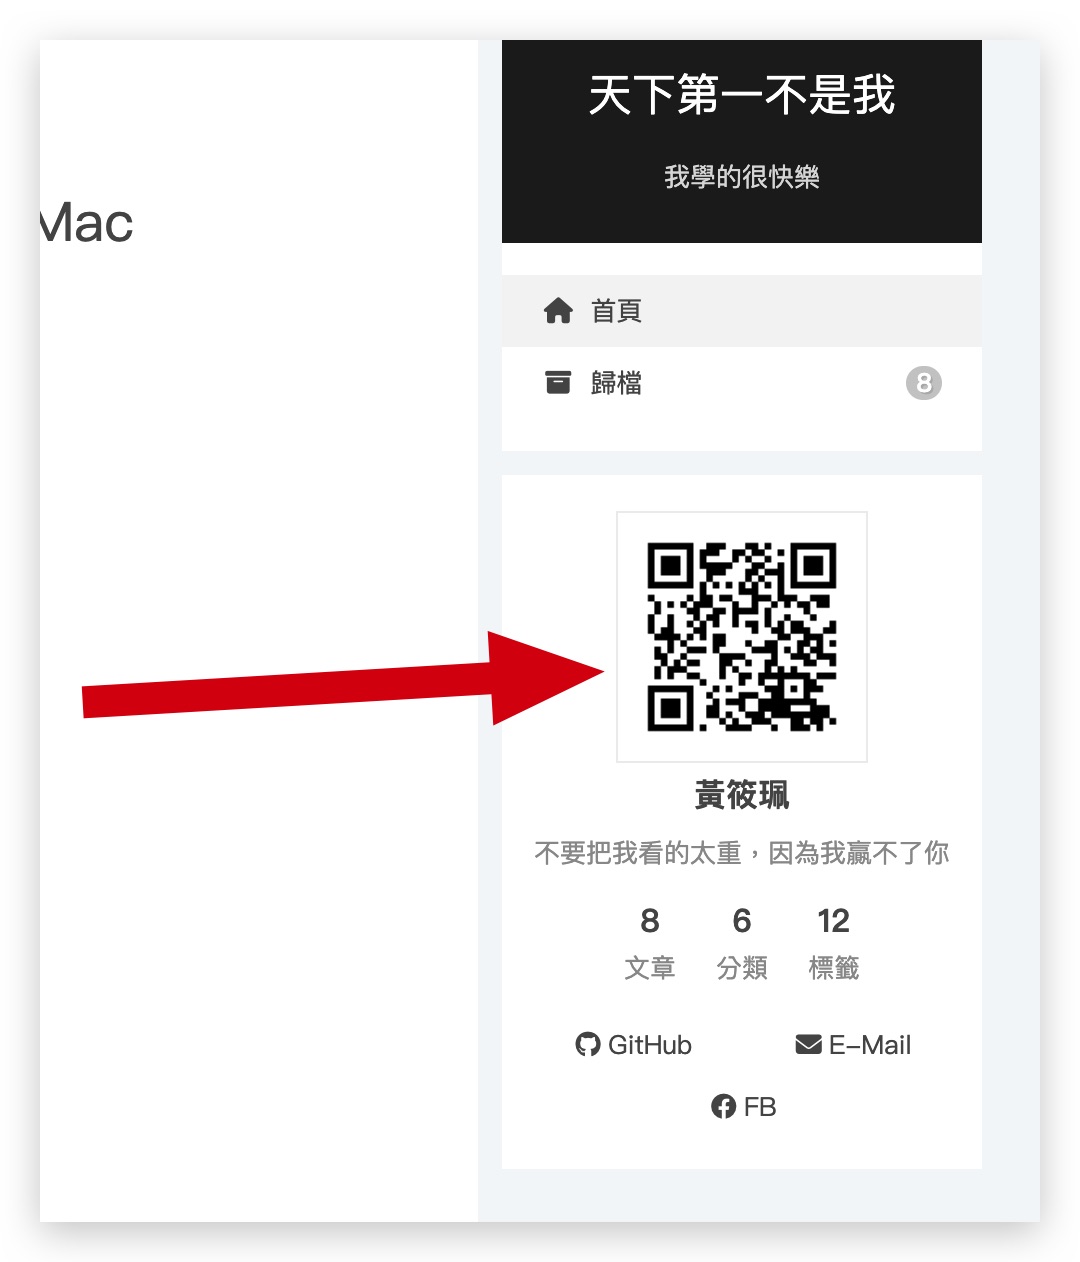 Mac
天下第一不是我
我學的很快樂
首頁
歸檔 8
黃筱珮
不要把我看的太重，因為我贏不了你
8 6 12
文章 分類 標籤
GitHub E-Mail
FB